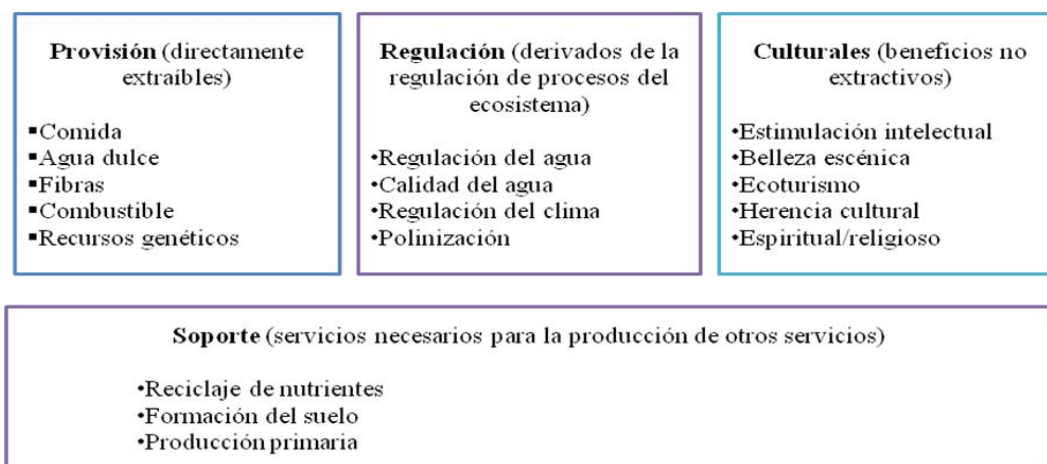 Provisión (directamente
extraíbles)
▪Comida
▪Agua dulce
▪Fibras
▪Combustible
▪Recursos genéticos
Regulación (derivados de la
regulación de procesos del
ecosistema)
•Regulación del agua
•Calidad del agua
•Regulación del clima
•Polinización
Culturales (beneficios no
extractivos)
•Estimulación intelectual
•Belleza escénica
•Ecoturismo
•Herencia cultural
•Espiritual/religioso
Soporte (servicios necesarios para la producción de otros servicios)
•Reciclaje de nutrientes
•Formación del suelo
•Producción primaria